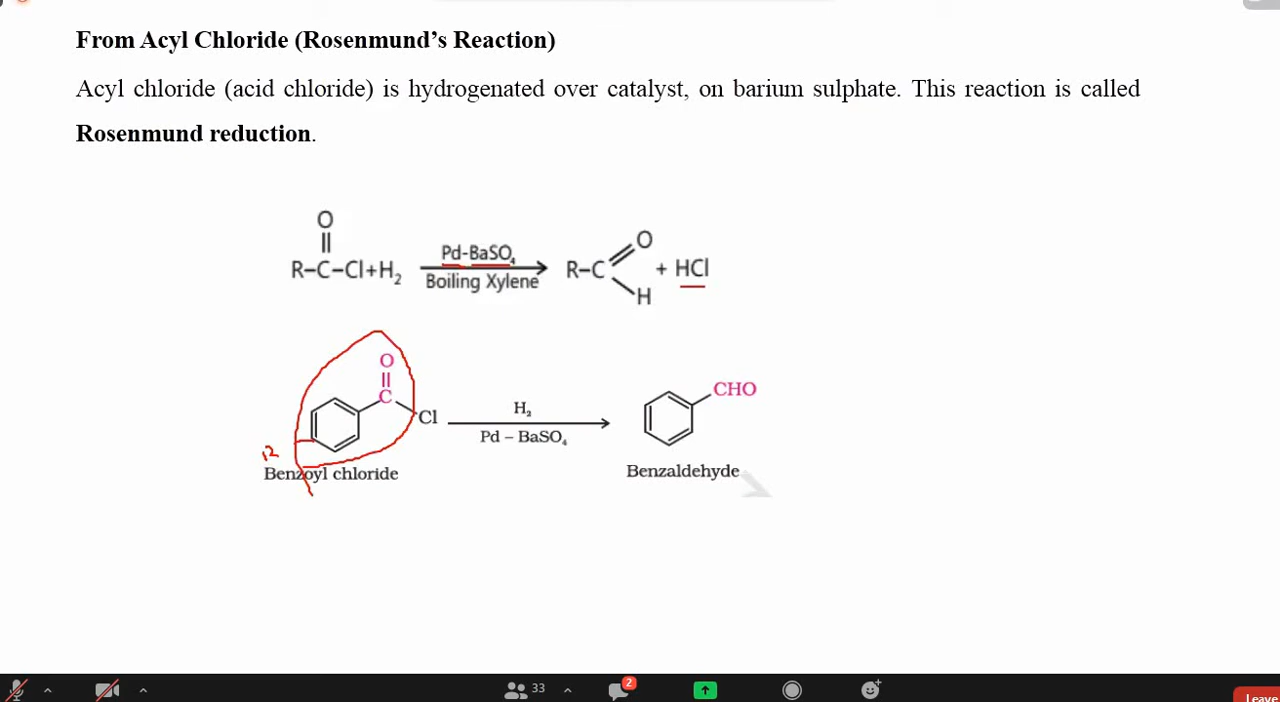 From Acyl Chloride (Rosenmund’s Reaction)
Acyl chloride (acid chloride) is hydrogenated over catalyst, on barium sulphate. This reaction is called
Rosenmund reduction.
O
||
R–C–Cl+H₂
Pd-BaSO₄
Boiling Xylene
R–C
O
H
+ HCl
O
||
C
Cl
H₂
Pd – BaSO₄
CHO
Benzoyl chloride
Benzaldehyde
33
2
Leave